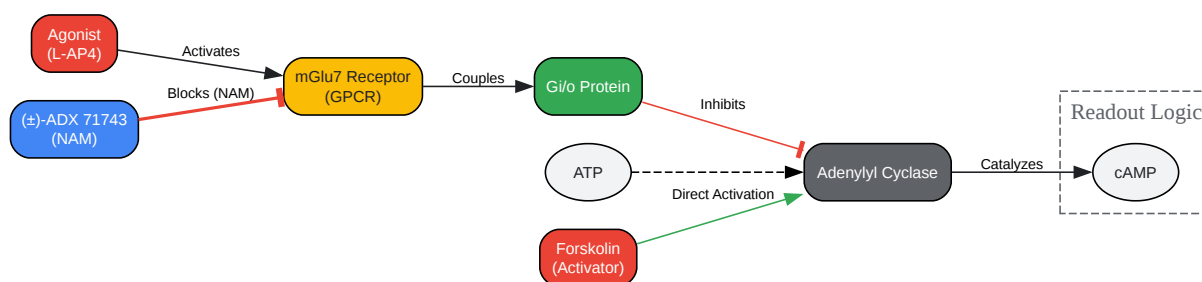 Agonist
(L-AP4)
Activates
(±)-ADX 71743
(NAM)
Blocks (NAM)
mGlu7 Receptor
(GPCR)
Couples
Gi/o Protein
Inhibits
ATP
Direct Activation
Forskolin
(Activator)
Adenylyl Cyclase
Catalyzes
Readout Logic
cAMP